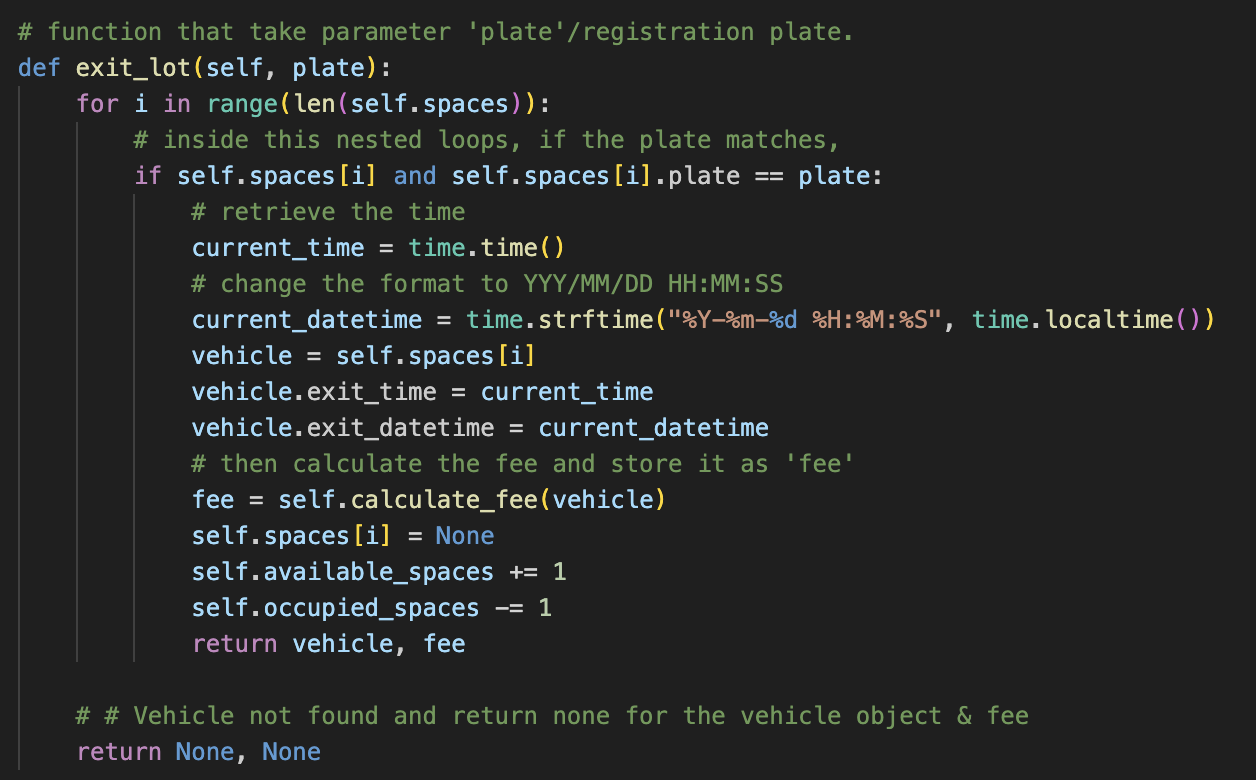 # function that take parameter 'plate'/registration plate.
def exit_lot(self, plate):
    for i in range(len(self.spaces)):
        # inside this nested loops, if the plate matches,
        if self.spaces[i] and self.spaces[i].plate == plate:
            # retrieve the time
            current_time = time.time()
            # change the format to YYY/MM/DD HH:MM:SS
            current_datetime = time.strftime("%Y-%m-%d %H:%M:%S", time.localtime())
            vehicle = self.spaces[i]
            vehicle.exit_time = current_time
            vehicle.exit_datetime = current_datetime
            # then calculate the fee and store it as 'fee'
            fee = self.calculate_fee(vehicle)
            self.spaces[i] = None
            self.available_spaces += 1
            self.occupied_spaces -= 1
            return vehicle, fee

    # # Vehicle not found and return none for the vehicle object & fee
    return None, None